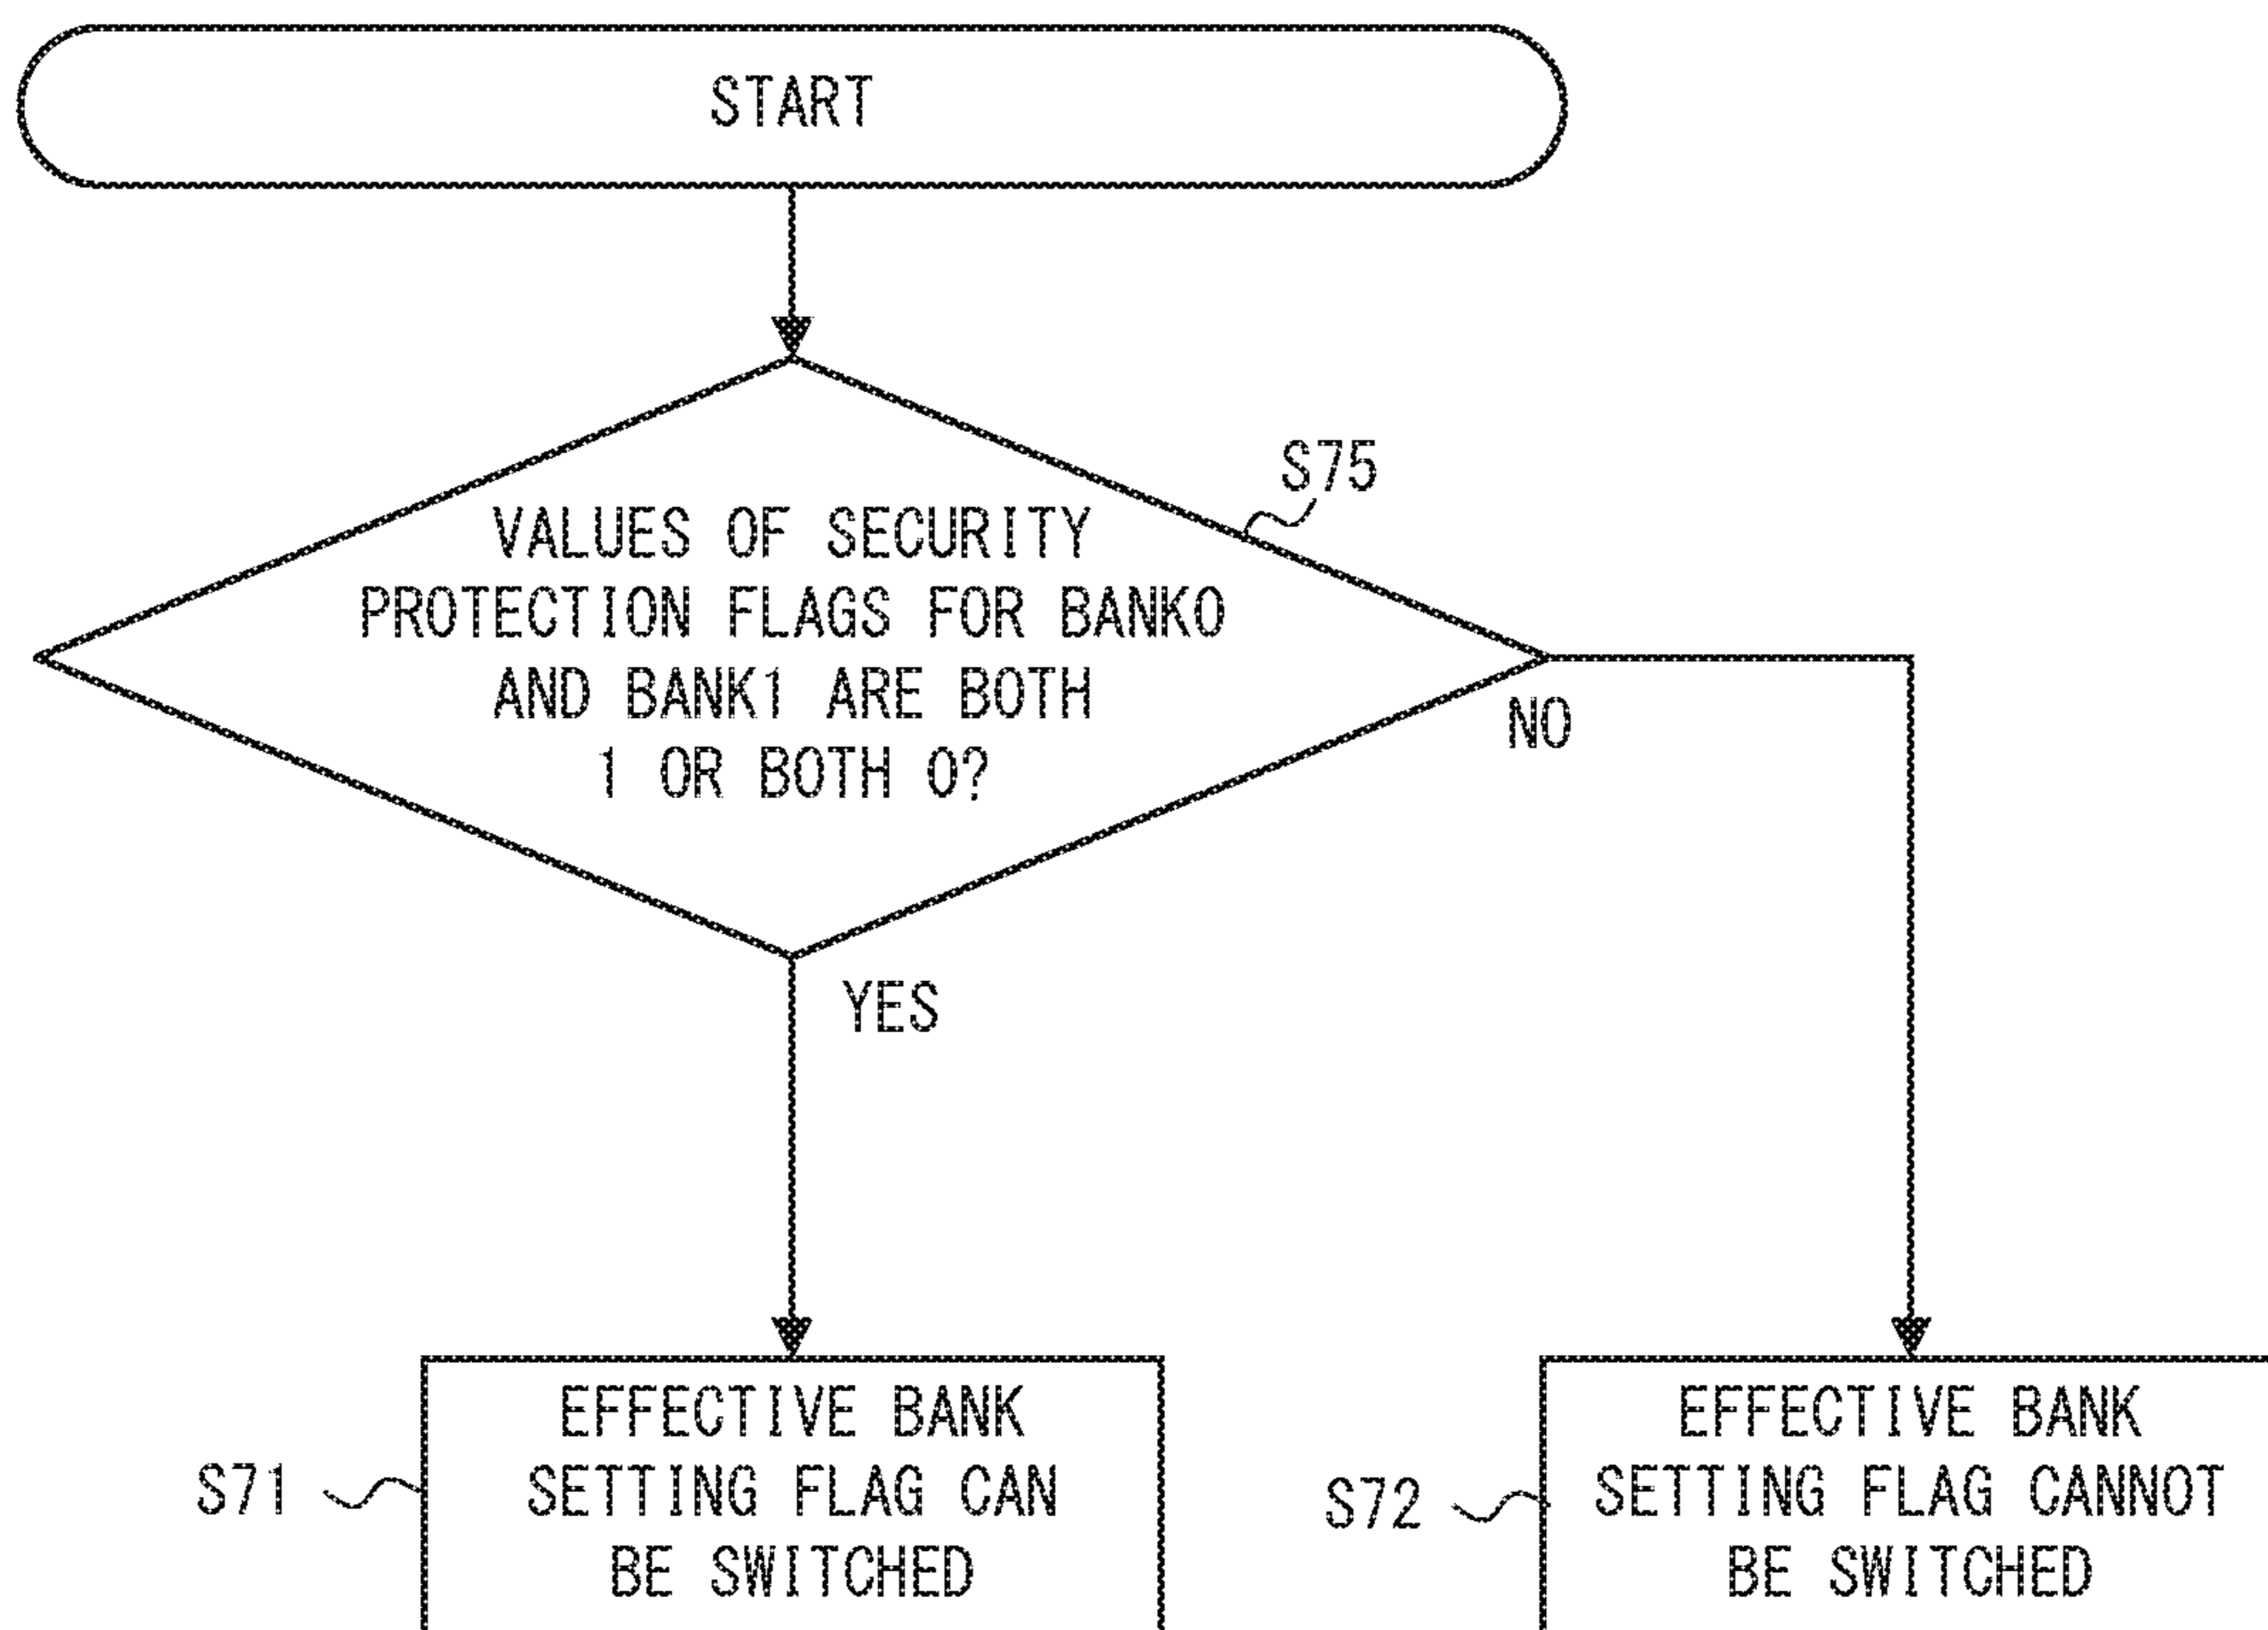 START
S75
VALUES OF SECURITY
PROTECTION FLAGS FOR BANK0
AND BANK1 ARE BOTH
1 OR BOTH 0?
NO
YES
S71
EFFECTIVE BANK
SETTING FLAG CAN
BE SWITCHED
S72
EFFECTIVE BANK
SETTING FLAG CANNOT
BE SWITCHED